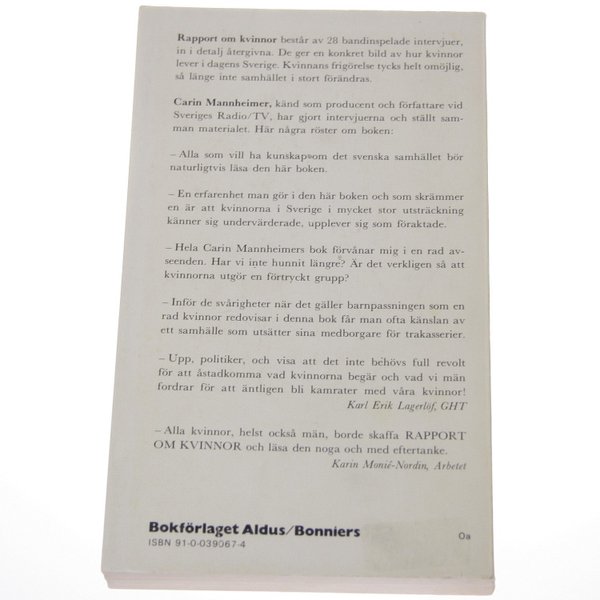 Rapport om kvinnor består av 28 bandinspelade intervjuer,
in i detalj återgivna. De ger en konkret bild av hur kvinnor
lever i dagens Sverige. Kvinnans frigörelse tycks helt omöjlig,
så länge inte samhället i stort förändras.
Carin Mannheimer, känd som producent och författare vid
Sveriges Radio/TV, har gjort intervjuerna och ställt sam-
man materialet. Här några röster om boken:
– Alla som vill ha kunskap om det svenska samhället bör
naturligtvis läsa den här boken.
– En erfarenhet man gör i den här boken och som skrämmer
en är att kvinnorna i Sverige i mycket stor utsträckning
känner sig undervärderade, upplever sig som föraktade.
– Hela Carin Mannheimers bok förvånar mig i en rad av-
seenden. Har vi inte hunnit längre? Är det verkligen så att
kvinnorna utgör en förtryckt grupp?
– Inför de svårigheter när det gäller barnpassningen som en
rad kvinnor redovisar i denna bok får man ofta känslan av
ett samhälle som utsätter sina medborgare för trakasserier.
– Upp, politiker, och visa att det inte behövs full revolt
för att åstadkomma vad kvinnorna begär och vad vi män
fordrar för att äntligen bli kamrater med våra kvinnor!
Karl Erik Lagerlöf, GHT
– Alla kvinnor, helst också män, borde skaffa RAPPORT
OM KVINNOR och läsa den noga och med eftertanke.
Karin Monié-Nordin, Arbetet
Bokförlaget Aldus/Bonniers
ISBN 91-0-039067-4
Oa